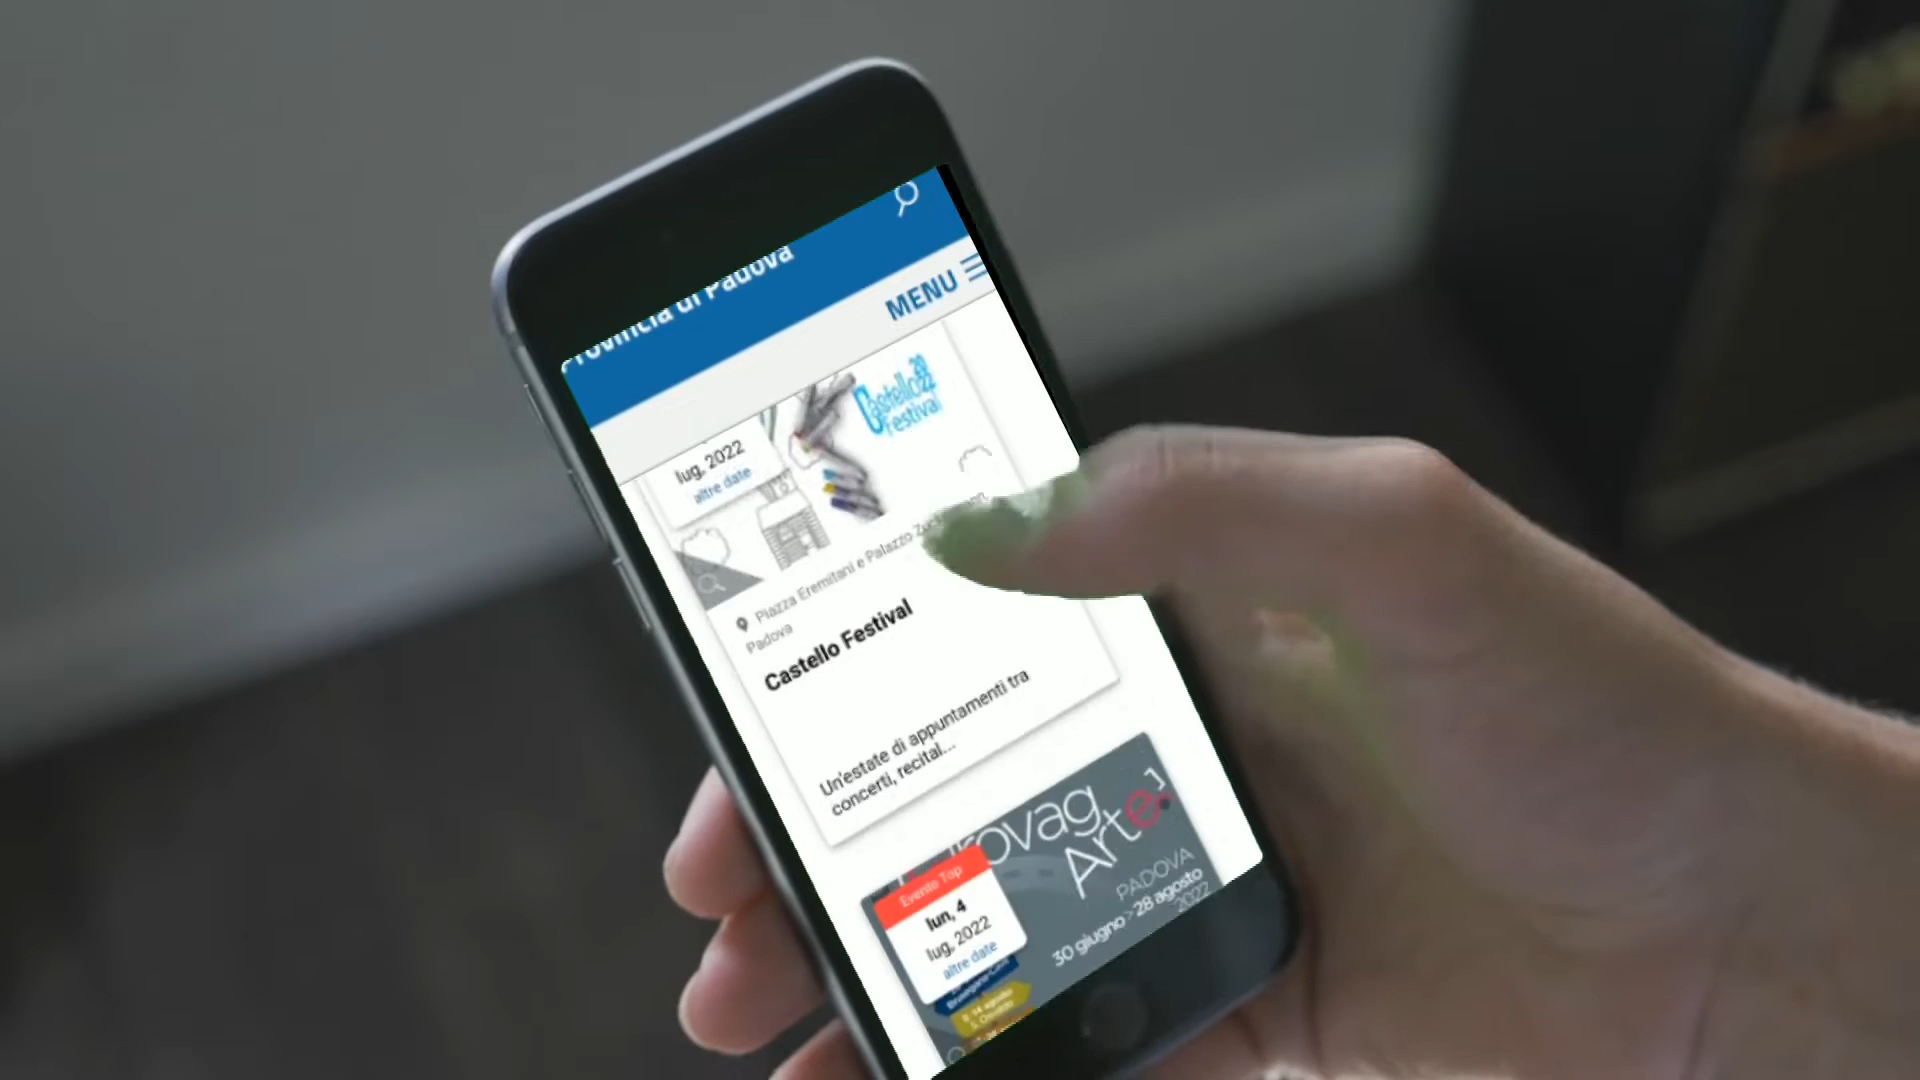 Provincia di Padova
MENU
Castello 2022
Festival
lug, 2022
altre date
Piazza Eremitani e Palazzo
Padova
Castello Festival
Un'estate di appuntamenti tra
concerti, recital...
rovag
Arte.
PADOVA
30 giugno > 28 agosto
2022
Evento Top
lun, 4
lug, 2022
altre date